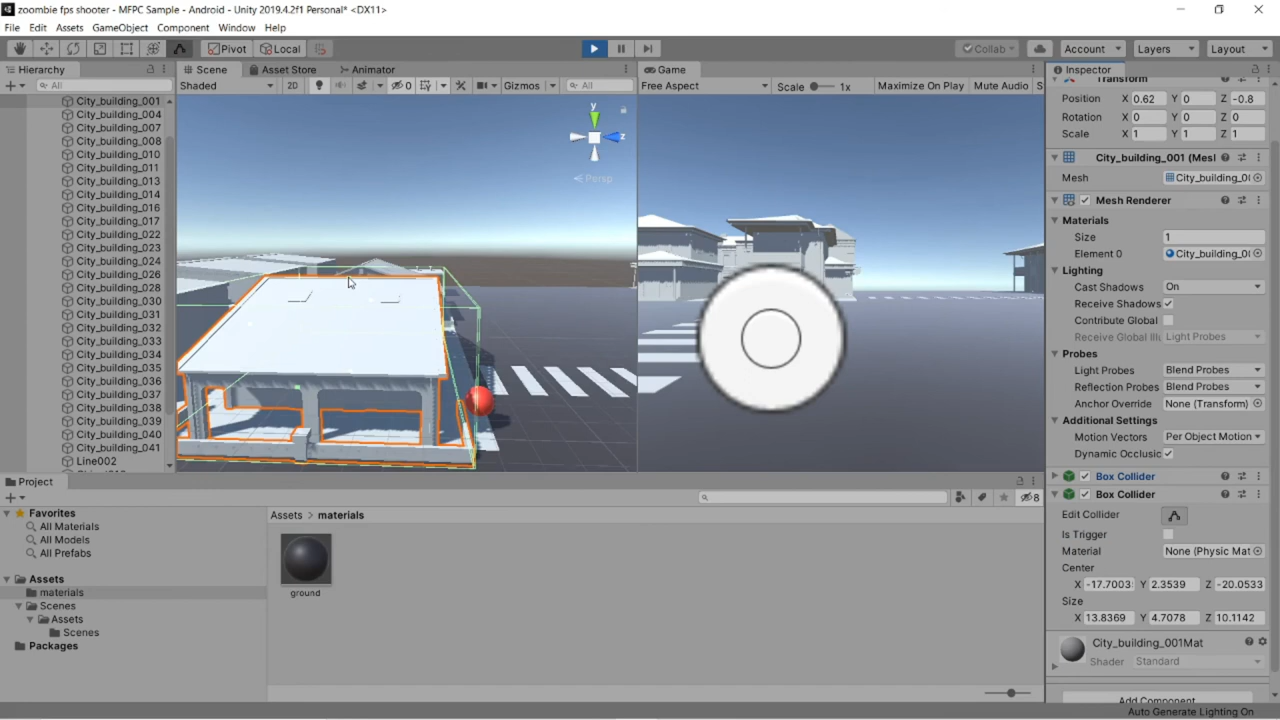 zoombie fps shooter - MFPC Sample - Android - Unity 2019.4.2f1 Personal* <DX11>
File Edit Assets GameObject Component Window Help
Pivot Local Collab Account Layers Layout
Hierarchy Scene Asset Store Animator Game Inspector
All Shaded 2D 0 Gizmos All Free Aspect Scale 1x Maximize On Play Mute Audio S
Transform
Position X 0.62 Y 0 Z -0.8
Rotation X 0 Y 0 Z 0
Scale X 1 Y 1 Z 1
City_building_001 (Mesl
Mesh City_building_0(
Mesh Renderer
Materials
Size 1
Element 0 City_building_0(
Lighting
Cast Shadows On
Receive Shadows
Contribute Global
Receive Global Illu Light Probes
Probes
Light Probes Blend Probes
Reflection Probes Blend Probes
Anchor Override None (Transform)
Additional Settings
Motion Vectors Per Object Motion
Dynamic Occlusic
Box Collider
Box Collider
Edit Collider
Is Trigger
Material None (Physic Mat
Center
X -17.7003 Y 2.3539 Z -20.0533
Size
X 13.8369 Y 4.7078 Z 10.1142
City_building_001Mat
Shader Standard
Add Component
Auto Generate Lighting On
City_building_001
City_building_004
City_building_007
City_building_008
City_building_010
City_building_011
City_building_013
City_building_014
City_building_016
City_building_017
City_building_022
City_building_023
City_building_024
City_building_026
City_building_028
City_building_030
City_building_031
City_building_032
City_building_033
City_building_034
City_building_035
City_building_036
City_building_037
City_building_038
City_building_039
City_building_040
City_building_041
Line002
y
z
Persp
Project
8
Favorites
All Materials
All Models
All Prefabs
Assets
materials
Scenes
Assets
Scenes
Packages
Assets > materials
ground